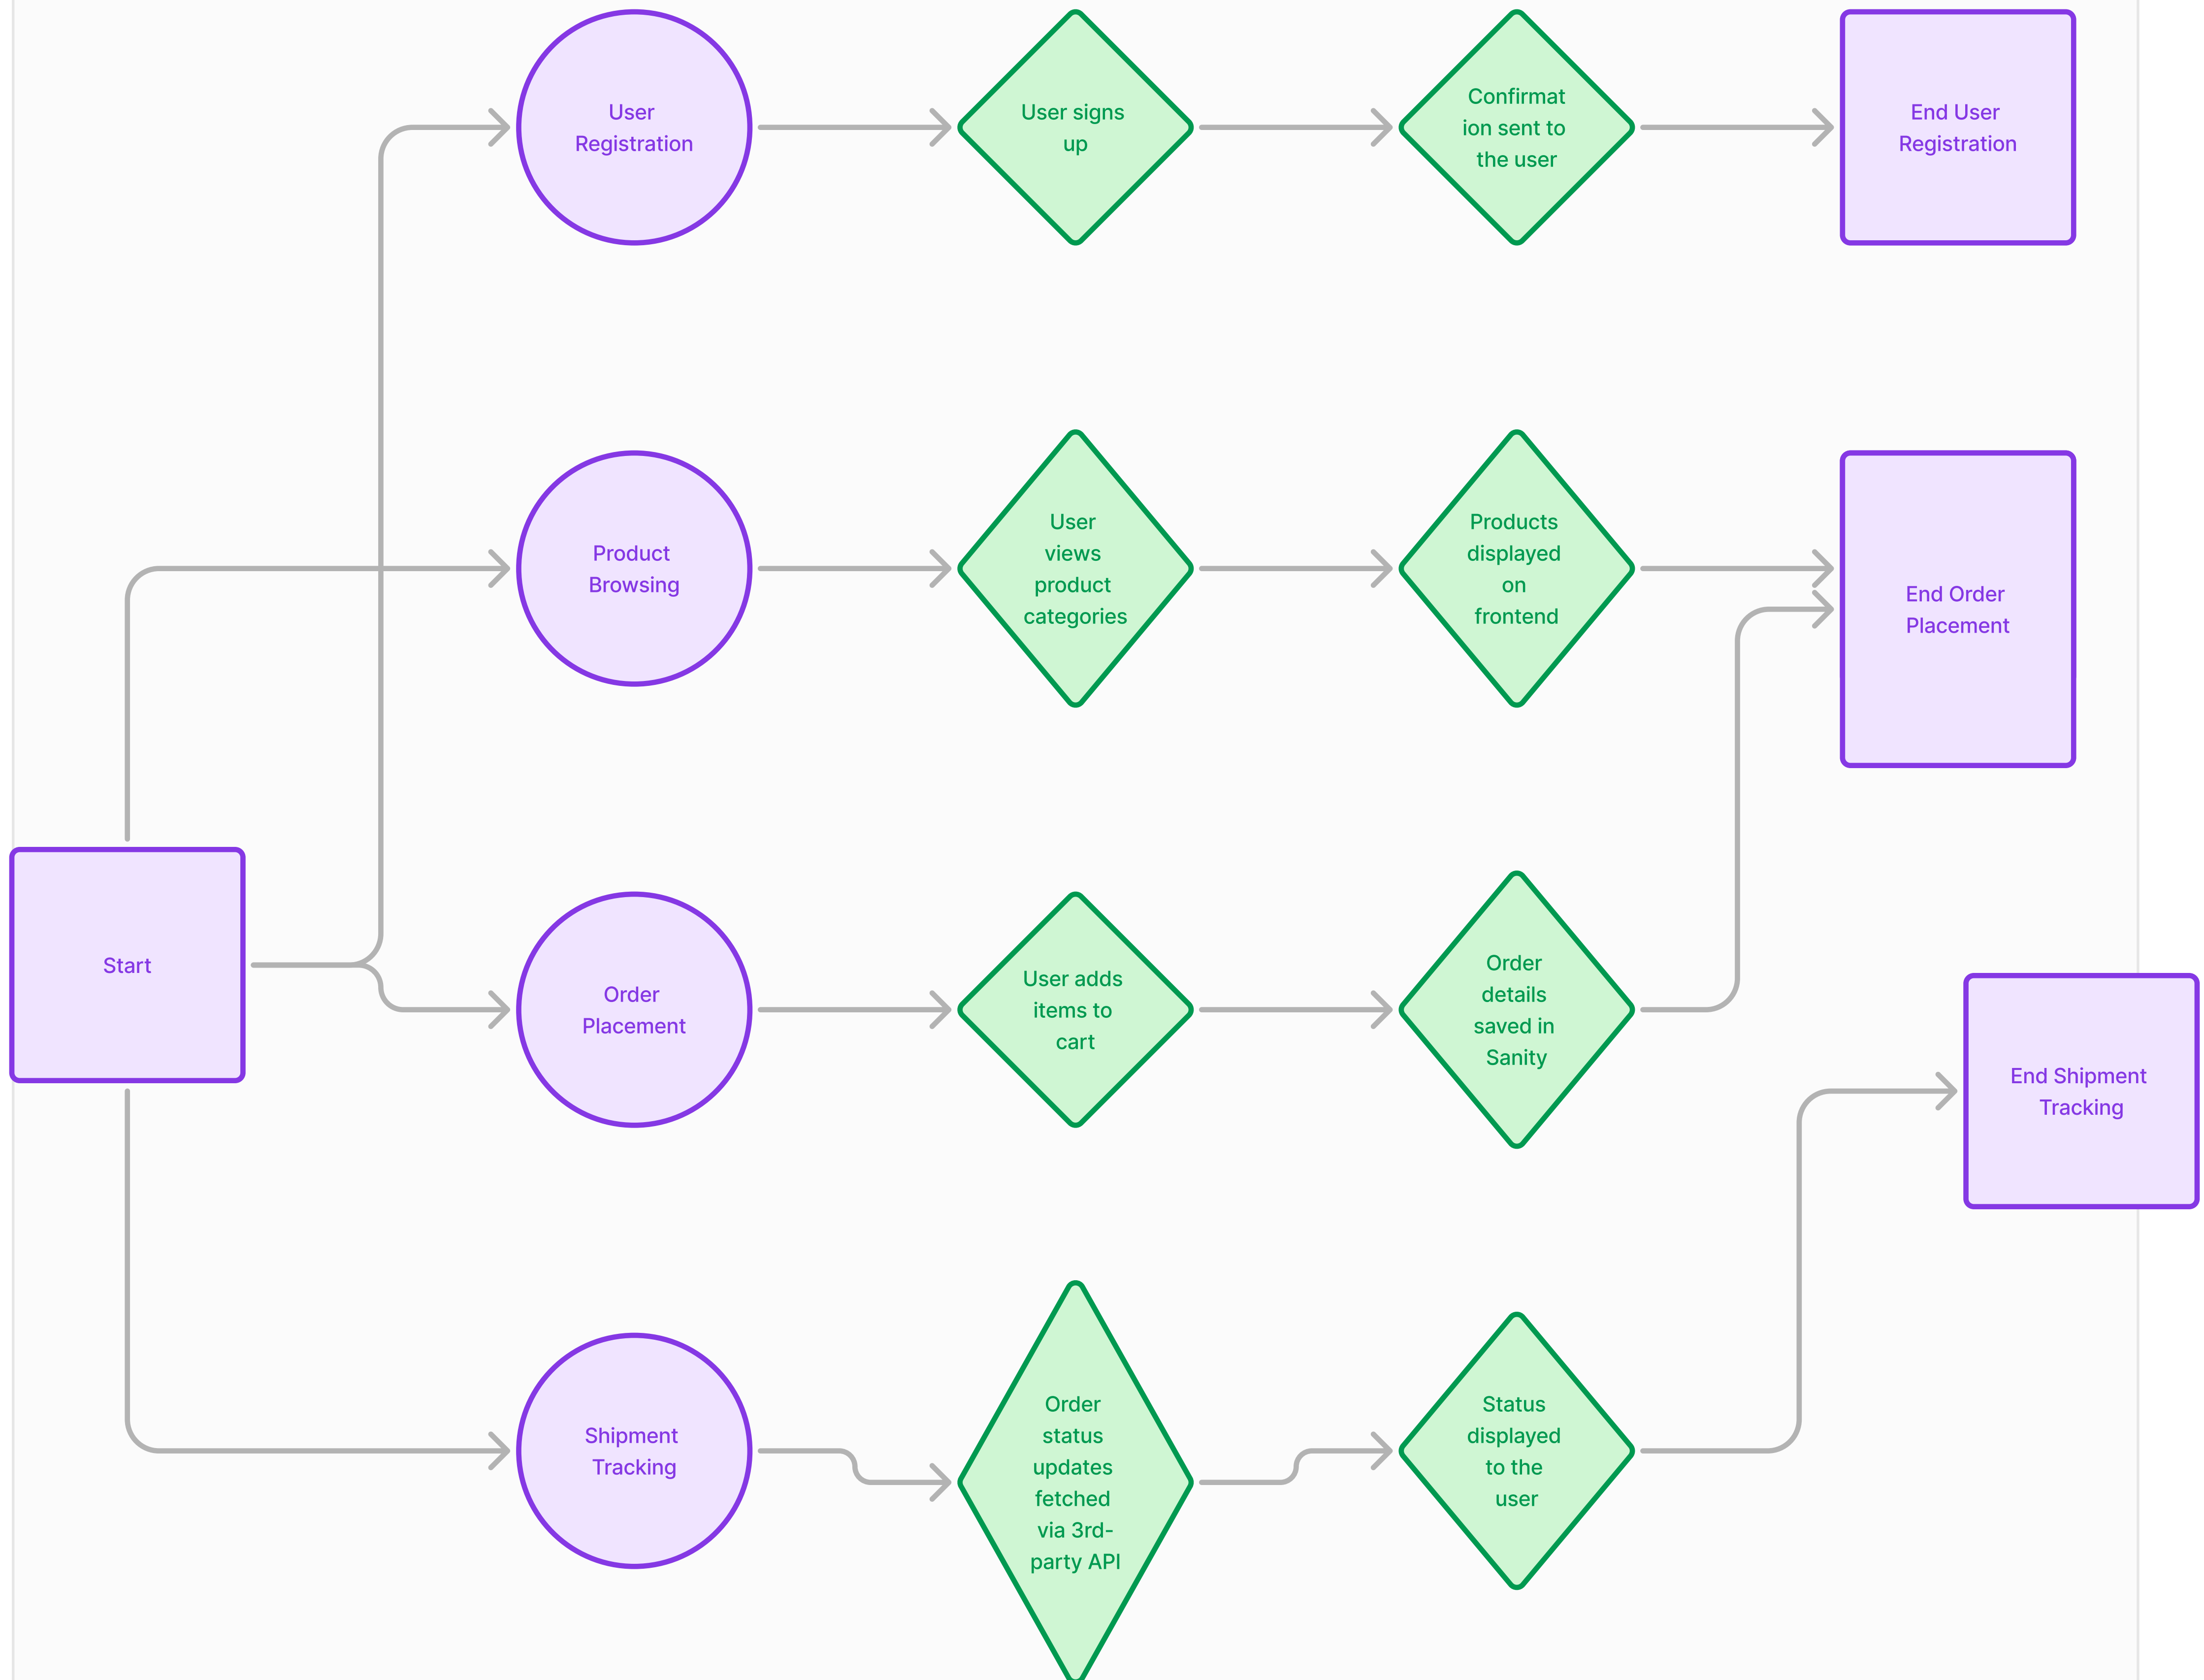 User
Registration
User signs
up
Confirmat
ion sent to
the user
End User
Registration
Product
Browsing
User
views
product
categories
Products
displayed
on
frontend
End Order
Placement
Start
Order
Placement
User adds
items to
cart
Order
details
saved in
Sanity
End Shipment
Tracking
Shipment
Tracking
Order
status
updates
fetched
via 3rd-
party API
Status
displayed
to the
user